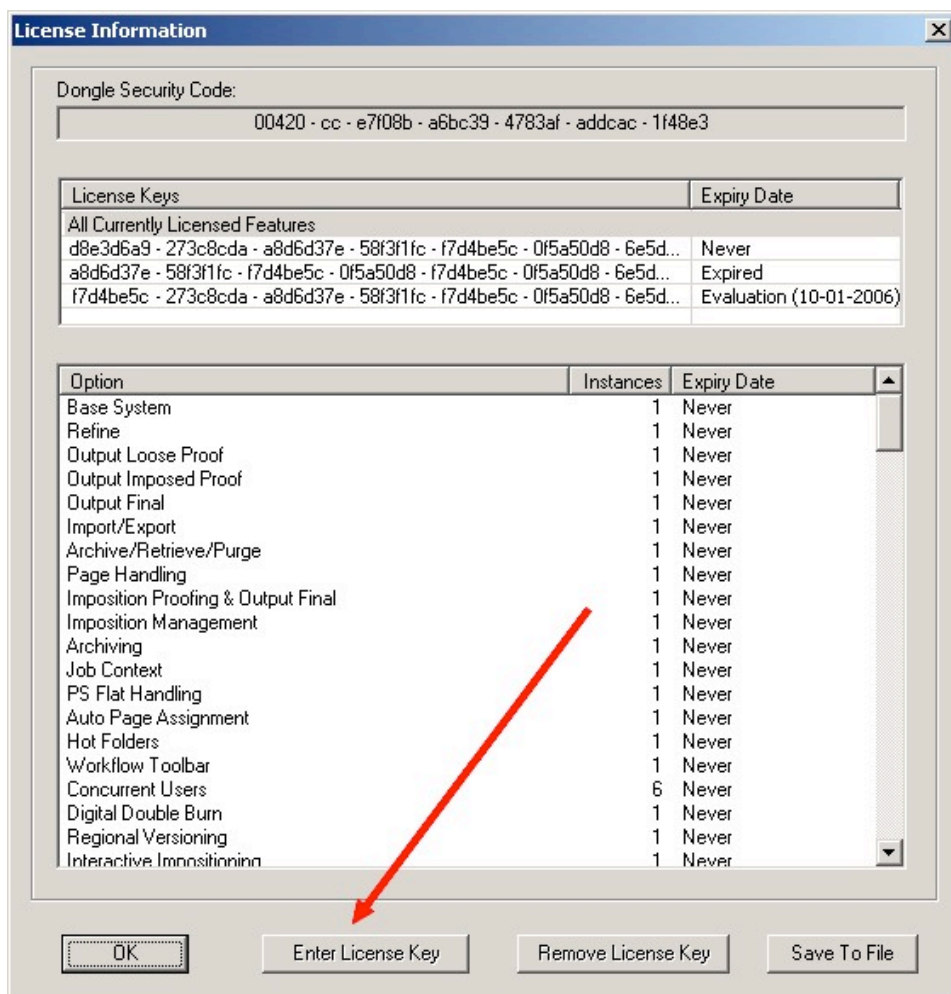 License Information
Dongle Security Code:
00420 - cc - e7f08b - a6bc39 - 4783af - addcac - 1f48e3
License Keys Expiry Date
All Currently Licensed Features
d8e3d6a9 - 273c8cda - a8d6d37e - 58f3f1fc - f7d4be5c - 0f5a50d8 - 6e5d... Never
a8d6d37e - 58f3f1fc - f7d4be5c - 0f5a50d8 - f7d4be5c - 0f5a50d8 - 6e5d... Expired
f7d4be5c - 273c8cda - a8d6d37e - 58f3f1fc - f7d4be5c - 0f5a50d8 - 6e5d... Evaluation (10-01-2006)
Option Instances Expiry Date
Base System 1 Never
Refine 1 Never
Output Loose Proof 1 Never
Output Imposed Proof 1 Never
Output Final 1 Never
Import/Export 1 Never
Archive/Retrieve/Purge 1 Never
Page Handling 1 Never
Imposition Proofing & Output Final 1 Never
Imposition Management 1 Never
Archiving 1 Never
Job Context 1 Never
PS Flat Handling 1 Never
Auto Page Assignment 1 Never
Hot Folders 1 Never
Workflow Toolbar 1 Never
Concurrent Users 6 Never
Digital Double Burn 1 Never
Regional Versioning 1 Never
Interactive Impositioning 1 Never
OK Enter License Key Remove License Key Save To File